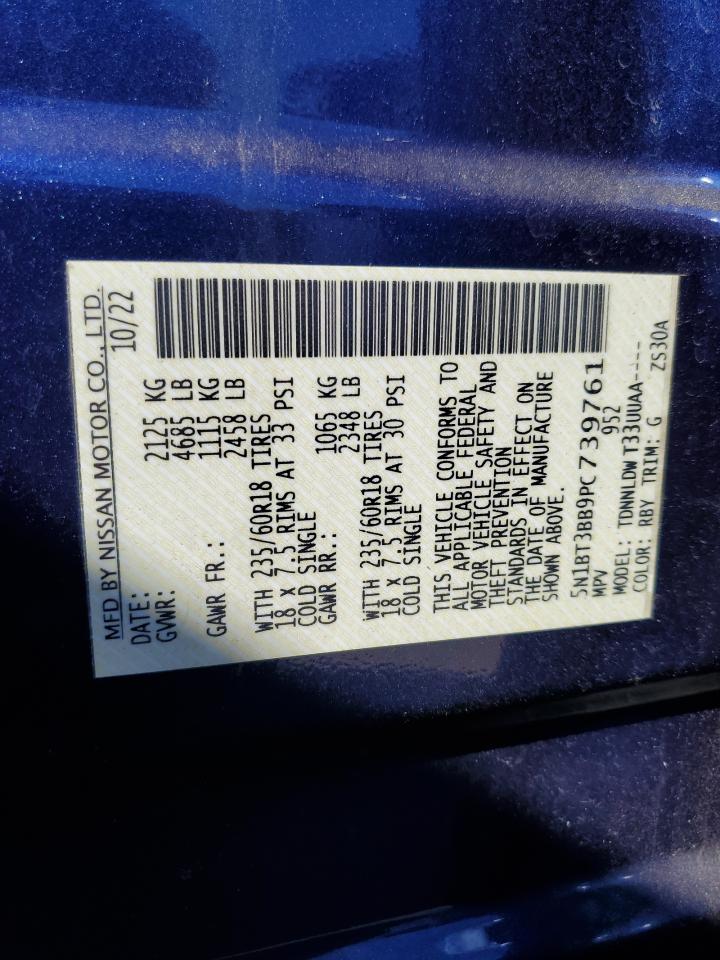 MFD BY NISSAN MOTOR CO., LTD.
DATE: 10/22
GVWR: 2125 KG
4685 LB
GAWR FR.: 1115 KG
2458 LB
WITH 235/60R18 TIRES
18 X 7.5 RIMS AT 33 PSI
COLD SINGLE
GAWR RR.: 1065 KG
2348 LB
WITH 235/60R18 TIRES
18 X 7.5 RIMS AT 30 PSI
COLD SINGLE
THIS VEHICLE CONFORMS TO
ALL APPLICABLE FEDERAL
MOTOR VEHICLE SAFETY AND
THEFT PREVENTION
STANDARDS IN EFFECT ON
THE DATE OF MANUFACTURE
SHOWN ABOVE.
5N1BT3BB9PC739761
MPV 952
MODEL: TDNNLDW T33UUAA----
COLOR: RBY TRIM: G ZS30A